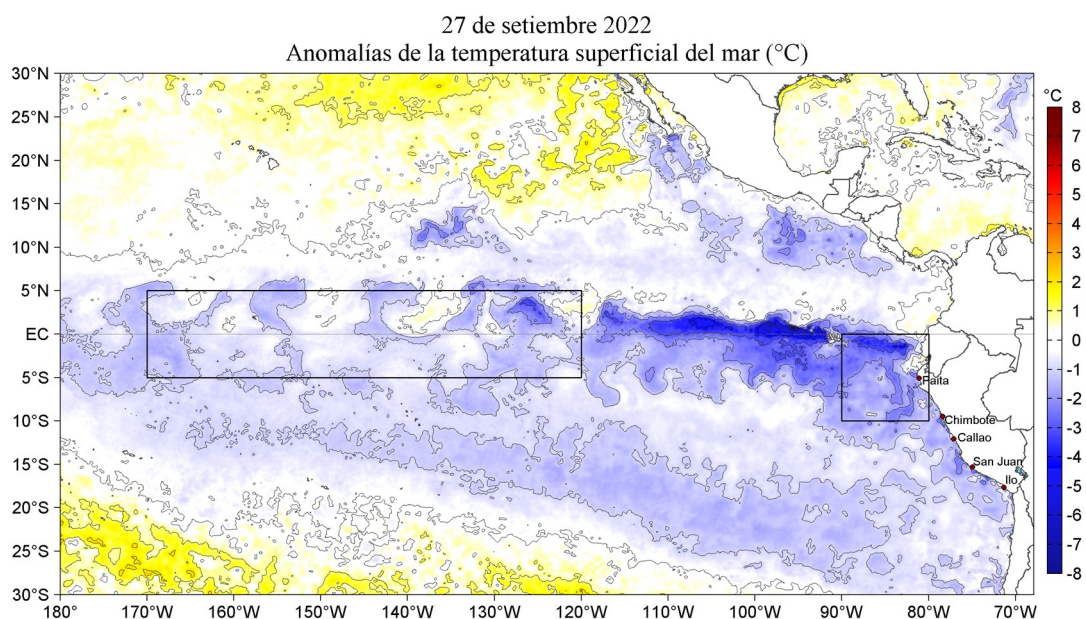 27 de setiembre 2022
Anomalías de la temperatura superficial del mar (°C)
30°N
25°N
20°N
15°N
10°N
5°N
EC
5°S
10°S
15°S
20°S
25°S
30°S
180 170°W 160°W 150°W 140°W 130°W 120°W 110°W 100°W 90°W 80°W 70°W
Paita
Chimbote
Callao
San Juan
Ilo
°C
8
7
6
5
4
3
2
1
0
-1
-2
-3
-4
-5
-6
-7
-8